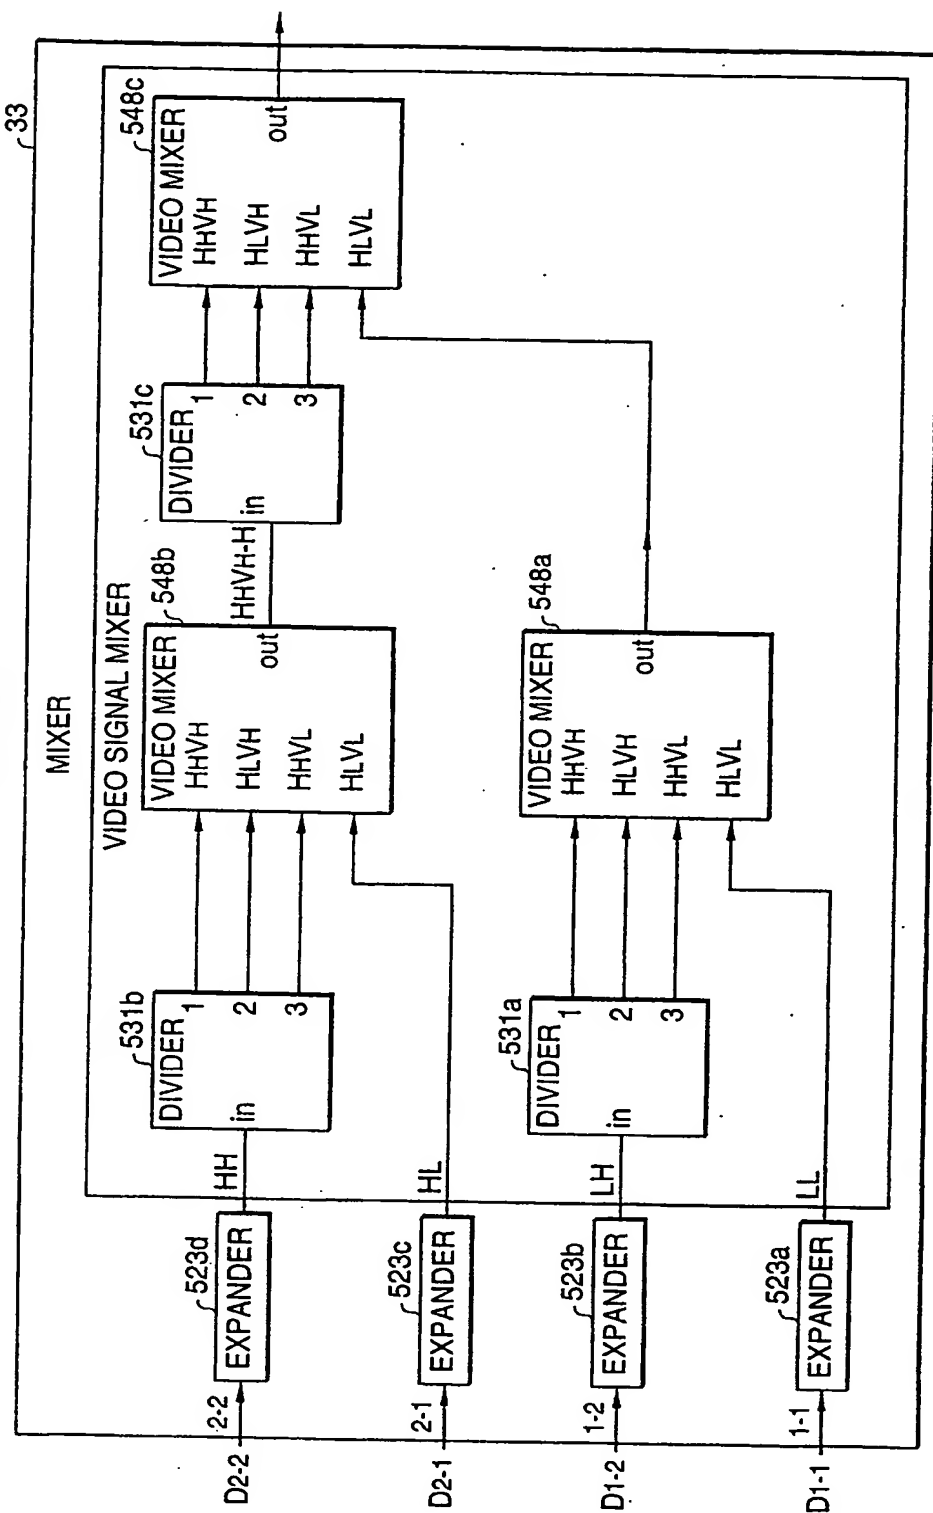 33
MIXER
VIDEO SIGNAL MIXER
D2-2
2-2
EXPANDER
523d
HH
DIVIDER
531b
in
1
2
3
VIDEO MIXER
548b
HHVH
HLVH
HHVL
HLVL
out
HHVH-H
DIVIDER
531c
in
1
2
3
VIDEO MIXER
548c
HHVH
HLVH
HHVL
HLVL
out
D2-1
2-1
EXPANDER
523c
HL
D1-2
1-2
EXPANDER
523b
LH
DIVIDER
531a
in
1
2
3
VIDEO MIXER
548a
HHVH
HLVH
HHVL
HLVL
out
D1-1
1-1
EXPANDER
523a
LL